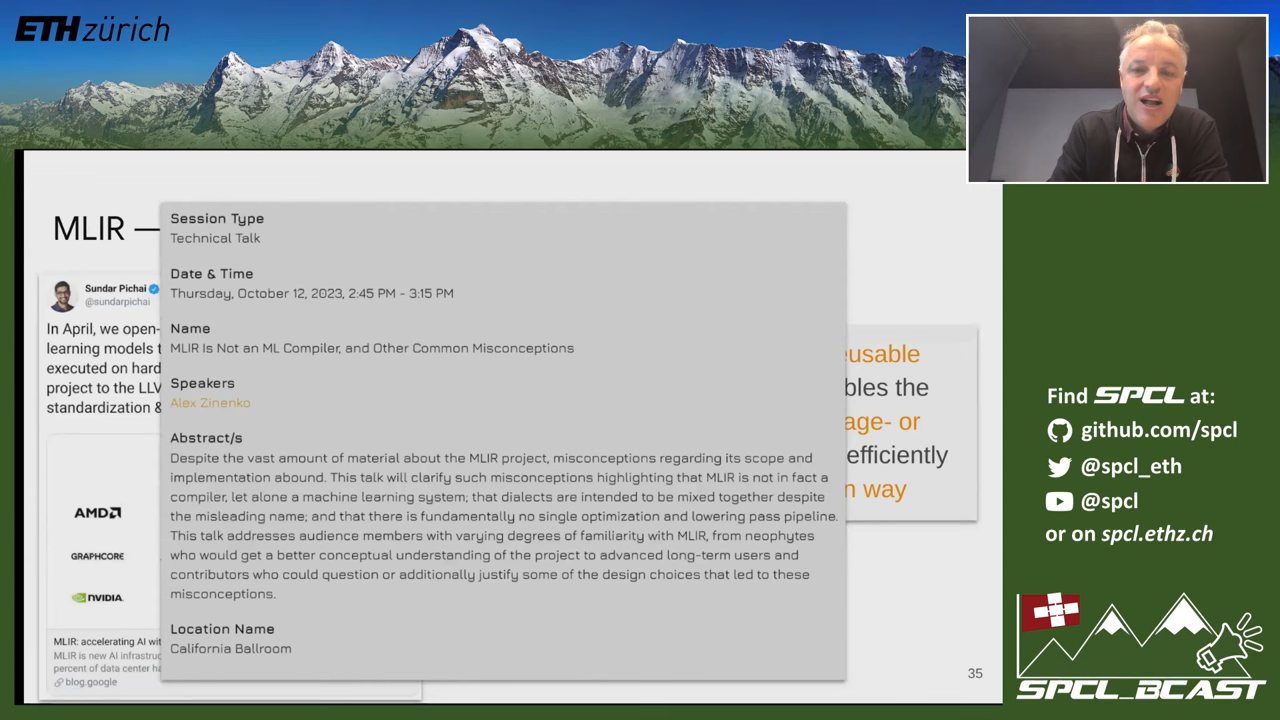 ETH zürich
MLIR —
Session Type
Technical Talk
Date & Time
Thursday, October 12, 2023, 2:45 PM - 3:15 PM
Name
MLIR Is Not an ML Compiler, and Other Common Misconceptions
Speakers
Alex Zinenko
Abstract/s
Despite the vast amount of material about the MLIR project, misconceptions regarding its scope and
implementation abound. This talk will clarify such misconceptions highlighting that MLIR is not in fact a
compiler, let alone a machine learning system; that dialects are intended to be mixed together despite
the misleading name; and that there is fundamentally no single optimization and lowering pass pipeline.
This talk addresses audience members with varying degrees of familiarity with MLIR, from neophytes
who would get a better conceptual understanding of the project to advanced long-term users and
contributors who could question or additionally justify some of the design choices that led to these
misconceptions.
Location Name
California Ballroom
Sundar Pichai
@sundarpichai
In April, we open-
learning models t
executed on hard
project to the LLV
standardization &
AMD
GRAPHCORE
NVIDIA.
MLIR: accelerating AI wit
MLIR is new AI infrastruc
percent of data center ha
blog.google
eusable
bles the
age- or
efficiently
n way
35
Find SPCL at:
github.com/spcl
@spcl_eth
@spcl
or on spcl.ethz.ch
SPCL_BCAST